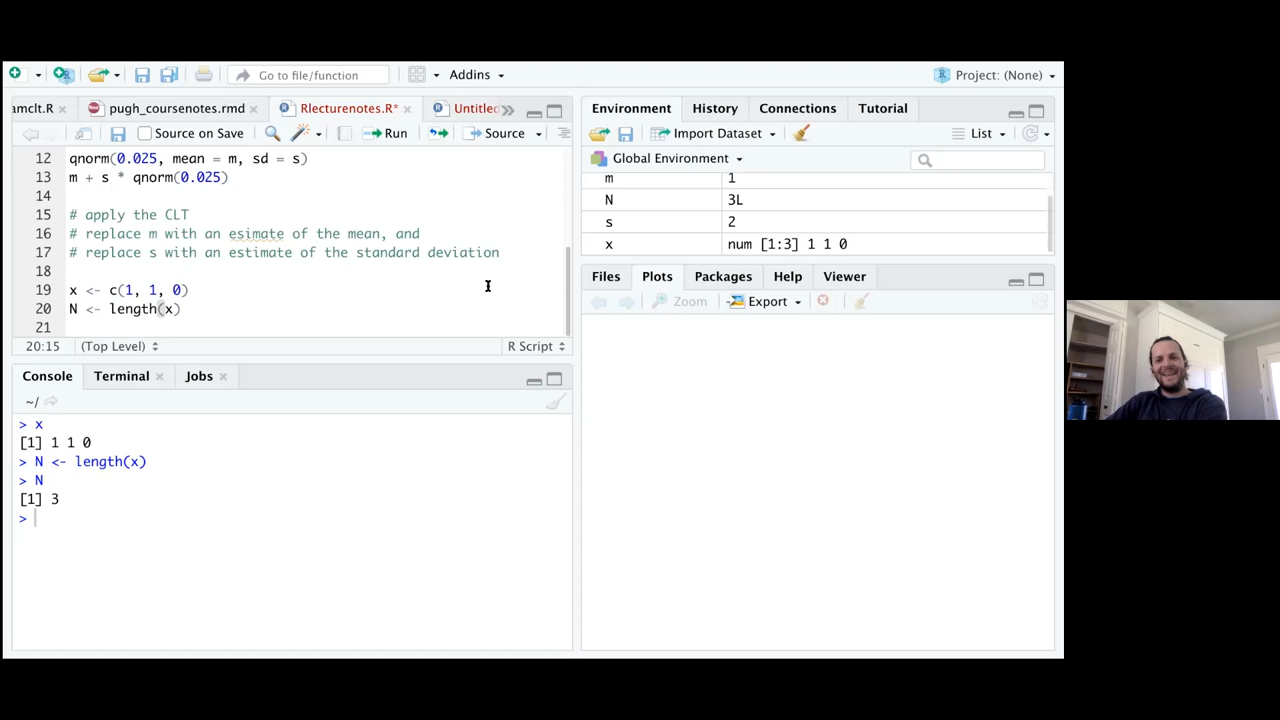 Go to file/function
Addins
Project: (None)
amclt.R
pugh_coursenotes.rmd
Rlecturenotes.R*
Untitle
Source on Save
Run
Source
12 qnorm(0.025, mean = m, sd = s)
13 m + s * qnorm(0.025)
14
15 # apply the CLT
16 # replace m with an esimate of the mean, and
17 # replace s with an estimate of the standard deviation
18
19 x <- c(1, 1, 0)
20 N <- length(x)
21
20:15 (Top Level) R Script
Console Terminal Jobs
~/
> x
[1] 1 1 0
> N <- length(x)
> N
[1] 3
>
Environment History Connections Tutorial
Import Dataset
List
Global Environment
m 1
N 3L
s 2
x num [1:3] 1 1 0
Files Plots Packages Help Viewer
Zoom Export